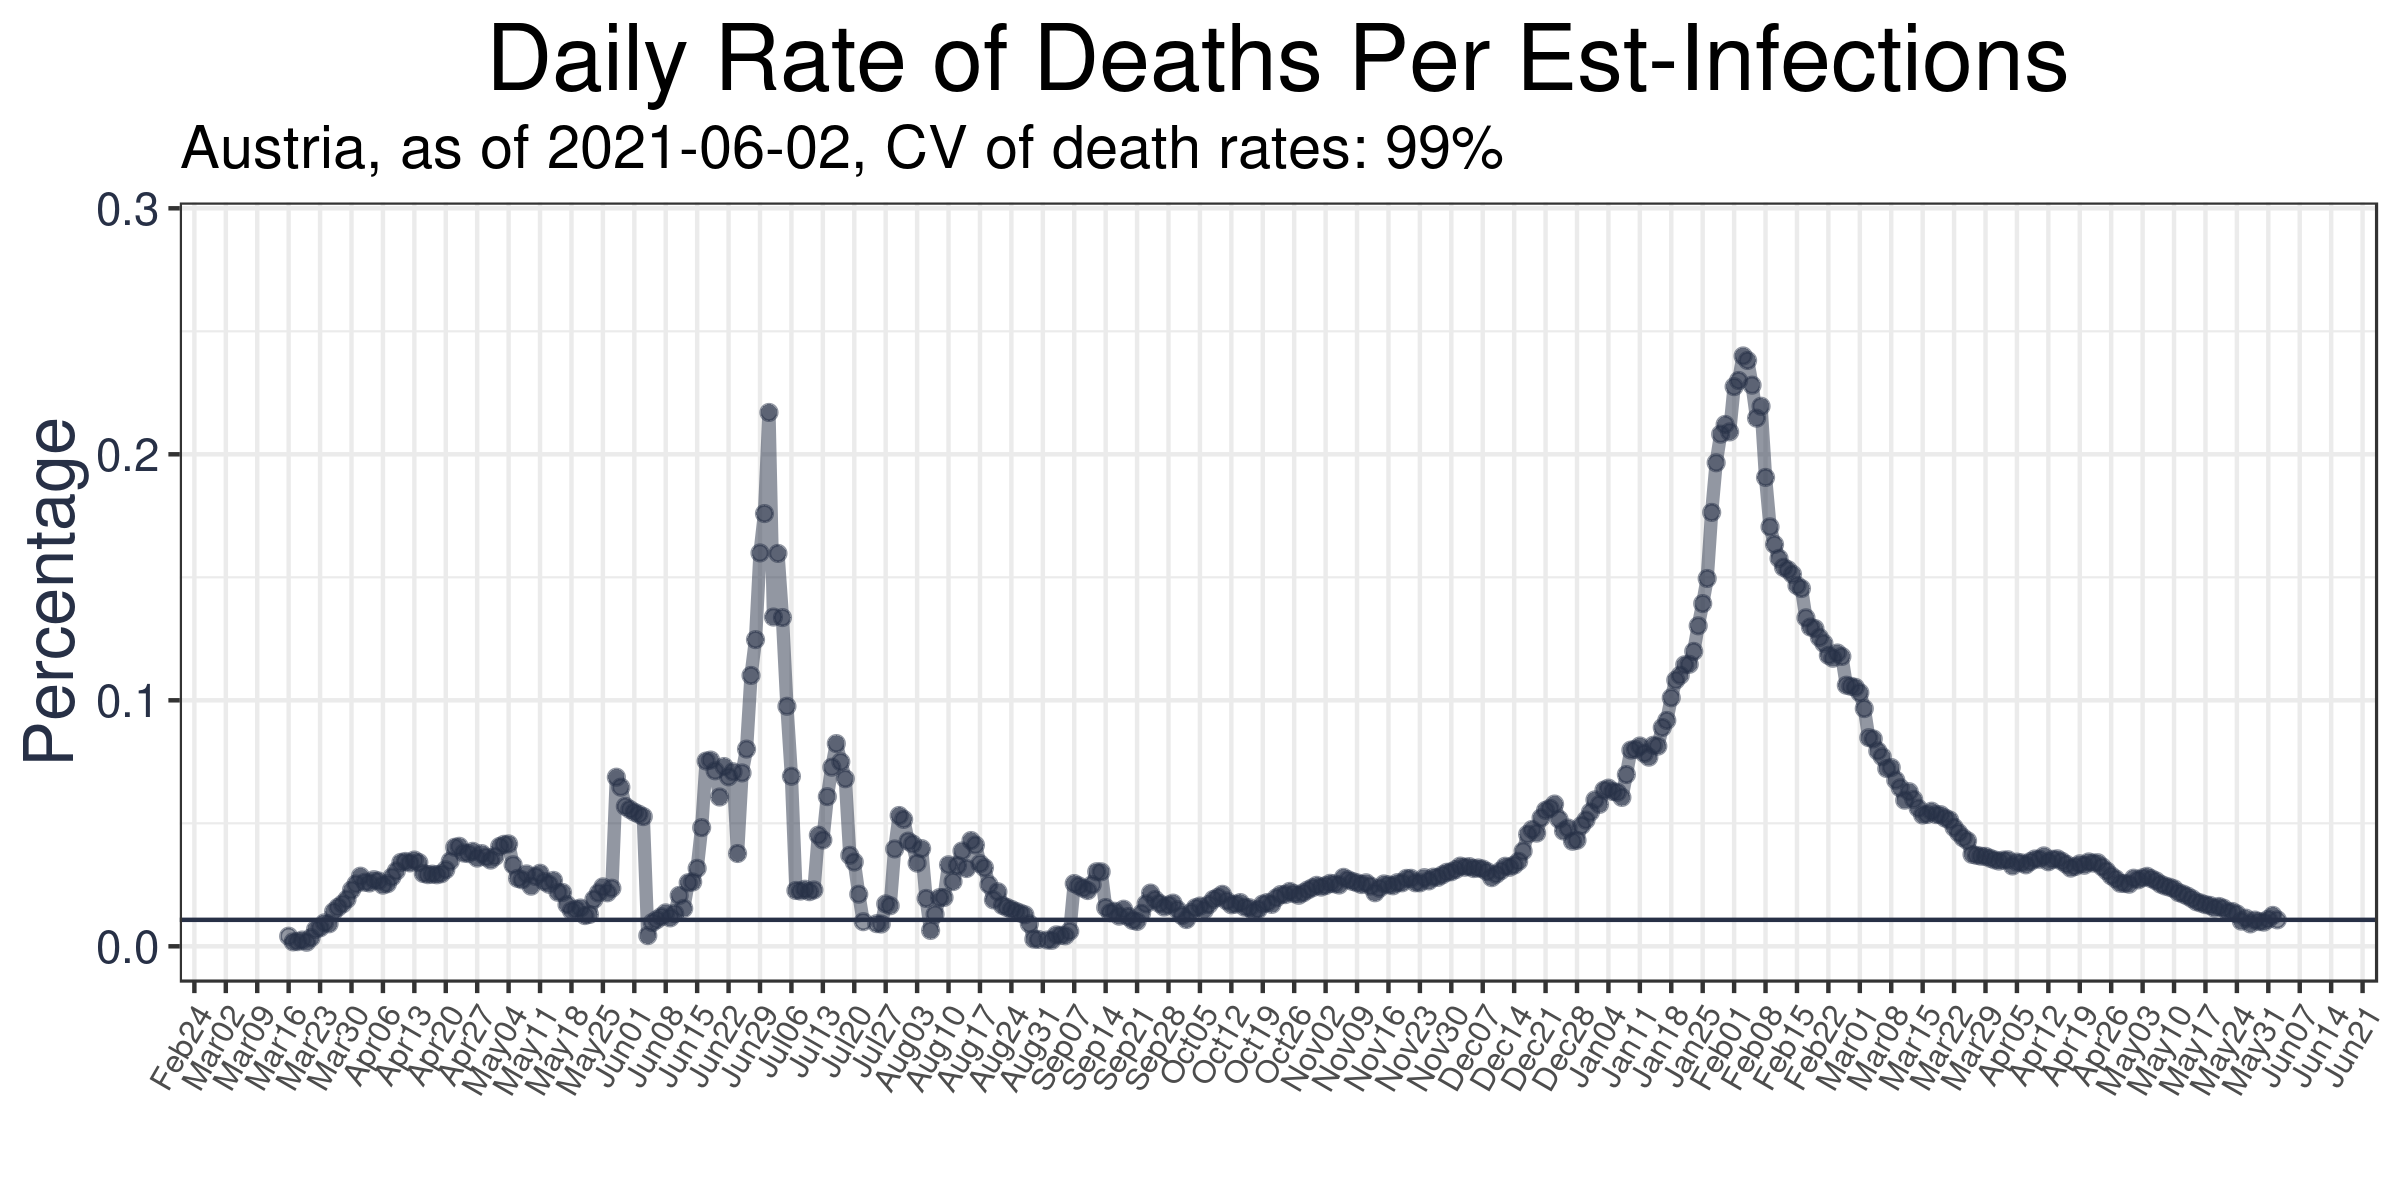 Daily Rate of Deaths Per Est-Infections
Austria, as of 2021-06-02, CV of death rates: 99%
Percentage
0.3
0.2
0.1
0.0
Feb24
Mar02
Mar09
Mar16
Mar23
Mar30
Apr06
Apr13
Apr20
Apr27
May04
May11
May18
May25
Jun01
Jun08
Jun15
Jun22
Jun29
Jul06
Jul13
Jul20
Jul27
Aug03
Aug10
Aug17
Aug24
Aug31
Sep07
Sep14
Sep21
Sep28
Oct05
Oct12
Oct19
Oct26
Nov02
Nov09
Nov16
Nov23
Nov30
Dec07
Dec14
Dec21
Dec28
Jan04
Jan11
Jan18
Jan25
Feb01
Feb08
Feb15
Feb22
Mar01
Mar08
Mar15
Mar22
Mar29
Apr05
Apr12
Apr19
Apr26
May03
May10
May17
May24
May31
Jun07
Jun14
Jun21